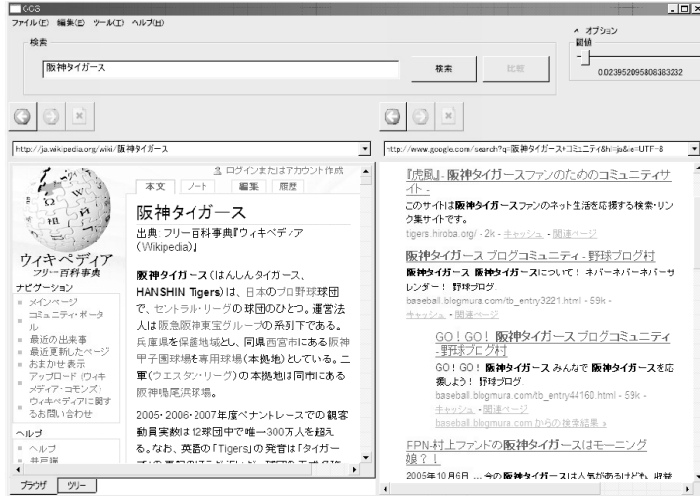 GCS
ファイル(F) 編集(E) ツール(T) ヘルプ(H)
検索
阪神タイガース
検索
比較
^ オプション
閾値
0.023952095808383232
http://ja.wikipedia.org/wiki/阪神タイガース
http://www.google.com/search?q=阪神タイガース+コミュニティ&hl=ja&ie=UTF-8
ウィキペディア
フリー百科事典
ナビゲーション
メインページ
コミュニティ・ポータ
ル
最近の出来事
最近更新したページ
おまかせ表示
アップロード (ウィキ
メディア・コモンズ)
ウィキペディアに関す
るお問い合わせ
ヘルプ
ヘルプ
井戸端
ログインまたはアカウント作成
本文 ノート 編集 履歴
阪神タイガース
出典: フリー百科事典『ウィキペディア
(Wikipedia)』
阪神タイガース(はんしんタイガース、
HANSHIN Tigers)は、日本のプロ野球球団
で、セントラル・リーグの球団のひとつ。運営法
人は阪急阪神東宝グループの系列下である。
兵庫県を保護地域とし、同県西宮市にある阪神
甲子園球場を専用球場(本拠地)としている。二
軍(ウエスタン・リーグ)の本拠地は同市にある
阪神鳴尾浜球場。
2005・2006・2007年度ペナントレースでの観客
動員実数は12球団中で唯一300万人を超え
る。なお、英語の「Tigers」の発音は「タイガー
ブラウザ ツリー
『虎風』- 阪神タイガースファンのためのコミュニティサ
イト -
このサイトは阪神タイガースファンのネット生活を応援する検索・リン
ク集サイトです。
tigers.hiroba.org/ - 2k - キャッシュ - 関連ページ
阪神タイガース ブログコミュニティ - 野球ブログ村
阪神タイガース 阪神タイガースについて! ネバーネバーネバーサ
レンダー! 野球ブログ
baseball.blogmura.com/tb_entry3221.html - 59k -
キャッシュ - 関連ページ
GO!GO! 阪神タイガース ブログコミュニティ
- 野球ブログ村
GO!GO! 阪神タイガース みんなで 阪神タイガースを応
援しよう! 野球ブログ
baseball.blogmura.com/tb_entry44160.html - 59k -
キャッシュ - 関連ページ
baseball.blogmura.com からの検索結果 »
FPN-村上ファンドの阪神タイガースはモーニング
娘?!
2005年10月6日 ... 今の阪神タイガースは人気があるけども、収益